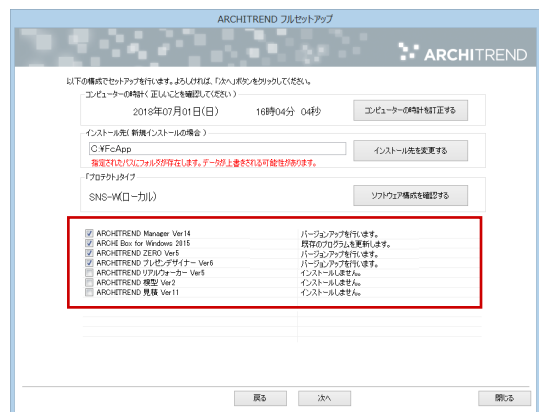 ARCHITREND フルセットアップ
ARCHITREND
以下の構成でセットアップを行います。よろしければ、「次へ」ボタンをクリックしてください。
コンピューターの時計( 正しいことを確認してください )
2018年07月01日(日) 16時04分 04秒
コンピューターの時計を訂正する
インストール先( 新規インストールの場合 )
C:¥FcApp
インストール先を変更する
指定されたパスにフォルダが存在します。データが上書きされる可能性があります。
「プロテクト」タイプ
SNS-W(ローカル)
ソフトウェア構成を確認する
ARCHITREND Manager Ver14 バージョンアップを行います。
ARCHI Box for Windows 2015 既存のプログラムを更新します。
ARCHITREND ZERO Ver5 バージョンアップを行います。
ARCHITREND プレゼンデザイナー Ver6 バージョンアップを行います。
ARCHITREND リアルウォーカー Ver5 インストールしません。
ARCHITREND 模型 Ver2 インストールしません。
ARCHITREND 見積 Ver11 インストールしません。
戻る 次へ 閉じる